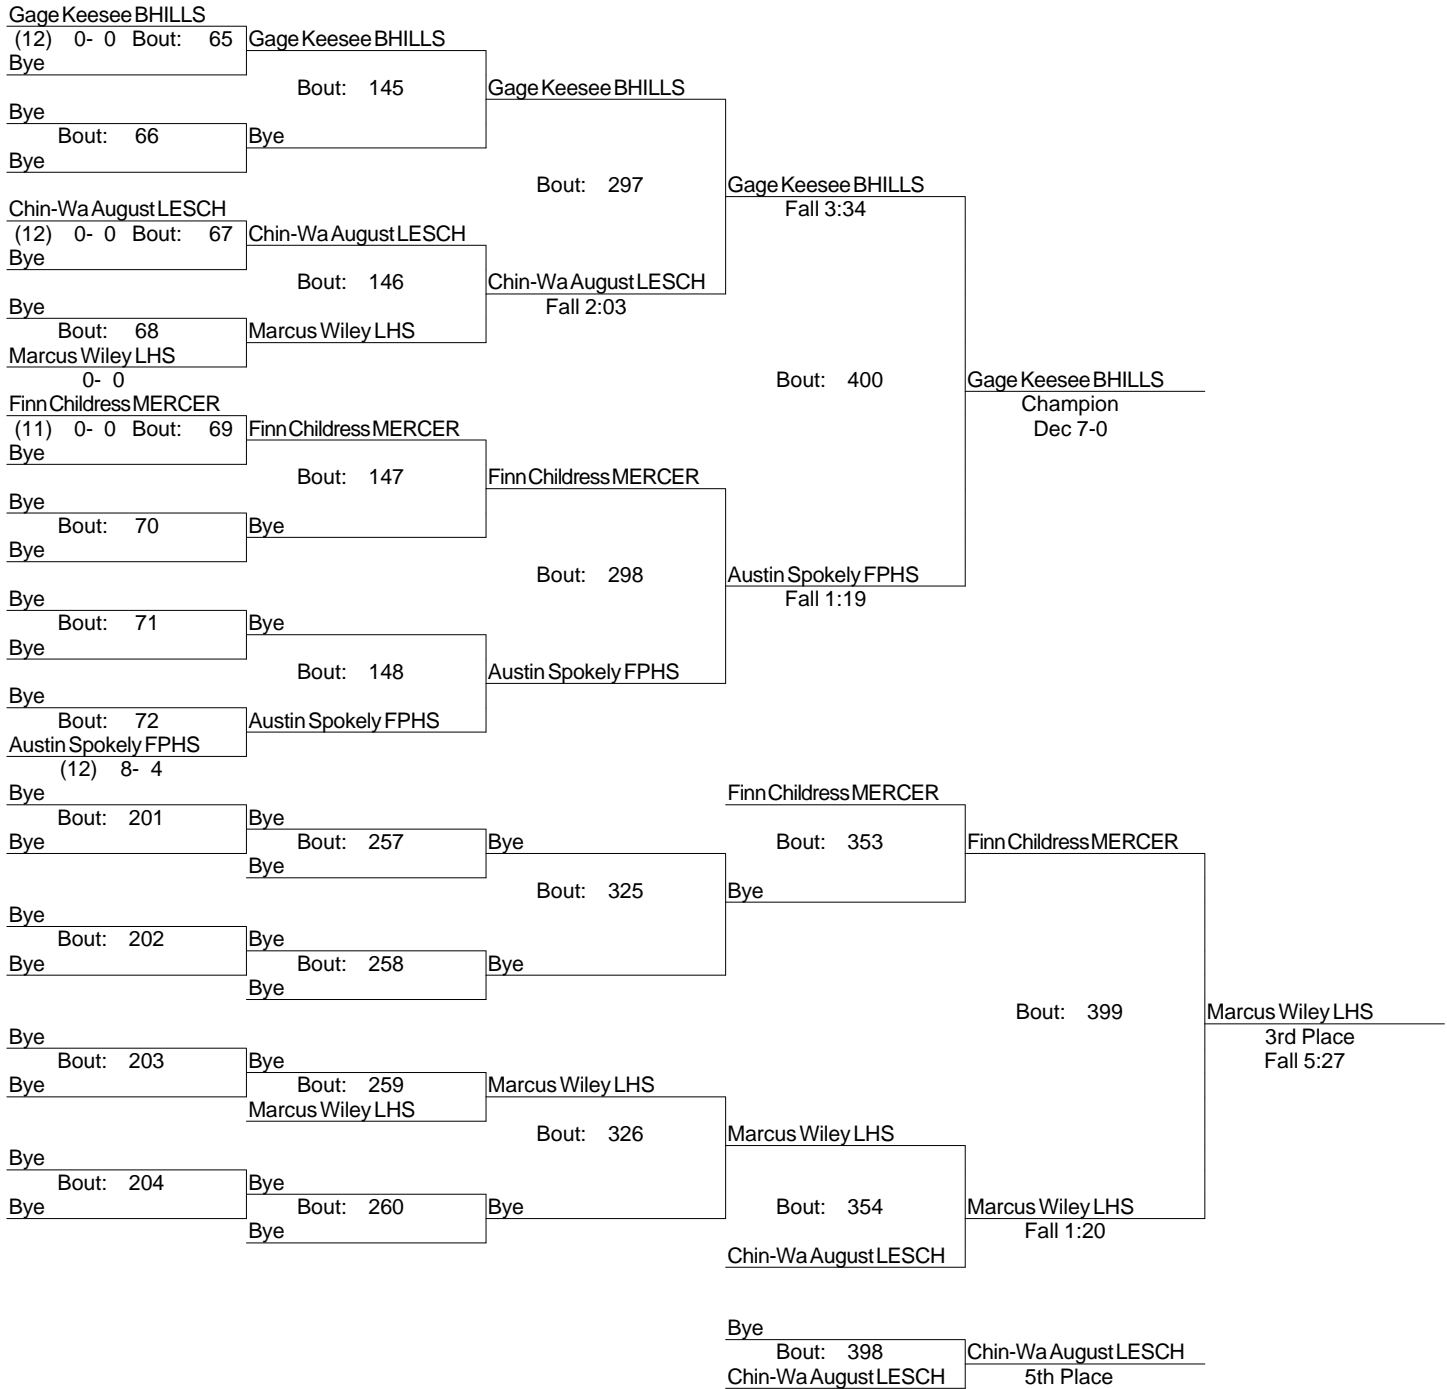 Gage Keesee BHILLS
(12) 0- 0 Bout: 65 Gage Keesee BHILLS
Bye
Bout: 145 Gage Keesee BHILLS
Bye
Bout: 66 Bye
Bye
Bout: 297 Gage Keesee BHILLS
Fall 3:34
Chin-Wa August LESCH
(12) 0- 0 Bout: 67 Chin-Wa August LESCH
Bye
Bout: 146 Chin-Wa August LESCH
Fall 2:03
Bye
Bout: 68 Marcus Wiley LHS
Marcus Wiley LHS
0- 0
Bout: 400 Gage Keesee BHILLS
Champion
Dec 7-0
Finn Childress MERCER
(11) 0- 0 Bout: 69 Finn Childress MERCER
Bye
Bout: 147 Finn Childress MERCER
Bye
Bout: 70 Bye
Bye
Bout: 298 Austin Spokely FPHS
Fall 1:19
Bye
Bout: 71 Bye
Bye
Bout: 148 Austin Spokely FPHS
Bye
Bout: 72 Austin Spokely FPHS
Austin Spokely FPHS
(12) 8- 4
Bye Finn Childress MERCER
Bout: 201 Bye
Bye Bout: 257 Bye Bout: 353 Finn Childress MERCER
Bye
Bout: 325 Bye
Bye
Bout: 202 Bye
Bye Bout: 258 Bye
Bye
Bout: 399 Marcus Wiley LHS
3rd Place
Fall 5:27
Bye
Bout: 203 Bye
Bye Bout: 259 Marcus Wiley LHS
Marcus Wiley LHS
Bout: 326 Marcus Wiley LHS
Bye
Bout: 204 Bye
Bye Bout: 260 Bye Bout: 354 Marcus Wiley LHS
Bye Fall 1:20
Chin-Wa August LESCH
Bye
Bout: 398 Chin-Wa August LESCH
Chin-Wa August LESCH 5th Place